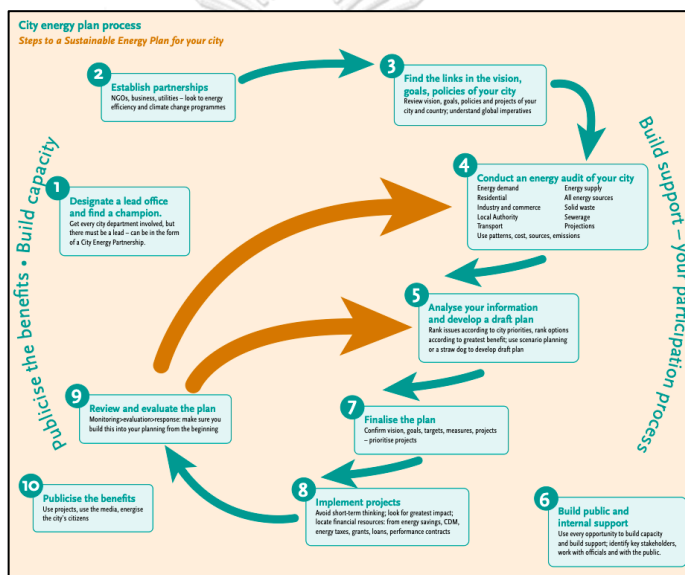 City energy plan process
Steps to a Sustainable Energy Plan for your city
1
Designate a lead office
and find a champion.
Get every city department involved, but
there must be a lead – can be in the form
of a City Energy Partnership.
2
Establish partnerships
NGOs, business, utilities – look to energy
efficiency and climate change programmes
3
Find the links in the vision,
goals, policies of your city
Review vision, goals, policies and projects of your
city and country; understand global imperatives
4
Conduct an energy audit of your city
Energy demand
Residential
Industry and commerce
Local Authority
Transport
Energy supply
All energy sources
Solid waste
Sewerage
Projections
Use patterns, cost, sources, emissions
5
Analyse your information
and develop a draft plan
Rank issues according to city priorities, rank options
according to greatest benefit; use scenario planning
or a straw dog to develop draft plan
6
Build public and
internal support
Use every opportunity to build capacity
and build support; identify key stakeholders,
work with officials and with the public.
7
Finalise the plan
Confirm vision, goals, targets, measures, projects
– prioritise projects
8
Implement projects
Avoid short-term thinking; look for greatest impact;
locate financial resources: from energy savings, CDM,
energy taxes, grants, loans, performance contracts
9
Review and evaluate the plan
Monitoring>evaluation>response: make sure you
build this into your planning from the beginning
10
Publicise the benefits
Use projects, use the media, energise
the city's citizens
Publicise the benefits • Build capacity
Build support – your participation process